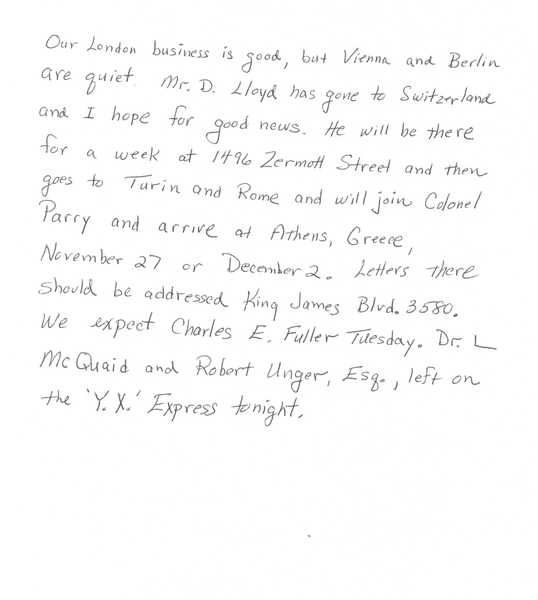 Our London business is good, but Vienna and Berlin
are quiet. Mr. D. Lloyd has gone to Switzerland
and I hope for good news. He will be there
for a week at 1496 Zermott Street and then
goes to Turin and Rome and will join Colonel
Parry and arrive at Athens, Greece,
November 27 or December 2. Letters there
should be addressed King James Blvd. 3580.
We expect Charles E. Fuller Tuesday. Dr. L
McQuaid and Robert Unger, Esq., left on
the 'Y.X.' Express tonight.